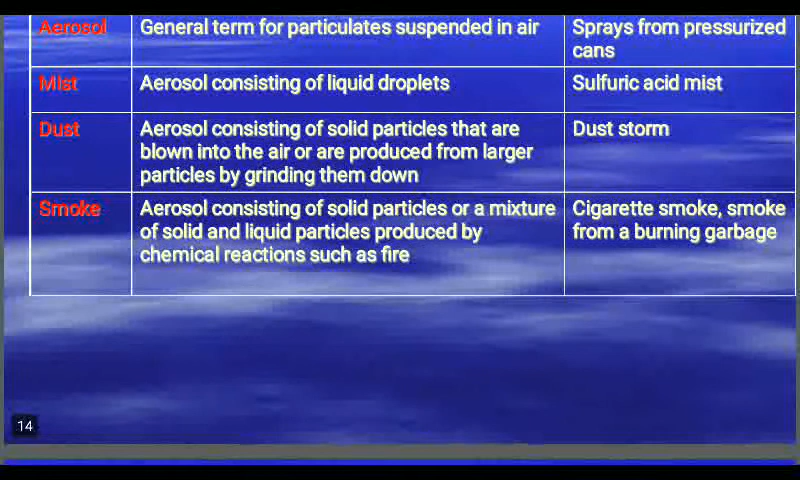 Aerosol General term for particulates suspended in air Sprays from pressurized
cans
Mist Aerosol consisting of liquid droplets Sulfuric acid mist
Dust Aerosol consisting of solid particles that are Dust storm
blown into the air or are produced from larger
particles by grinding them down
Smoke Aerosol consisting of solid particles or a mixture Cigarette smoke, smoke
of solid and liquid particles produced by from a burning garbage
chemical reactions such as fire
14